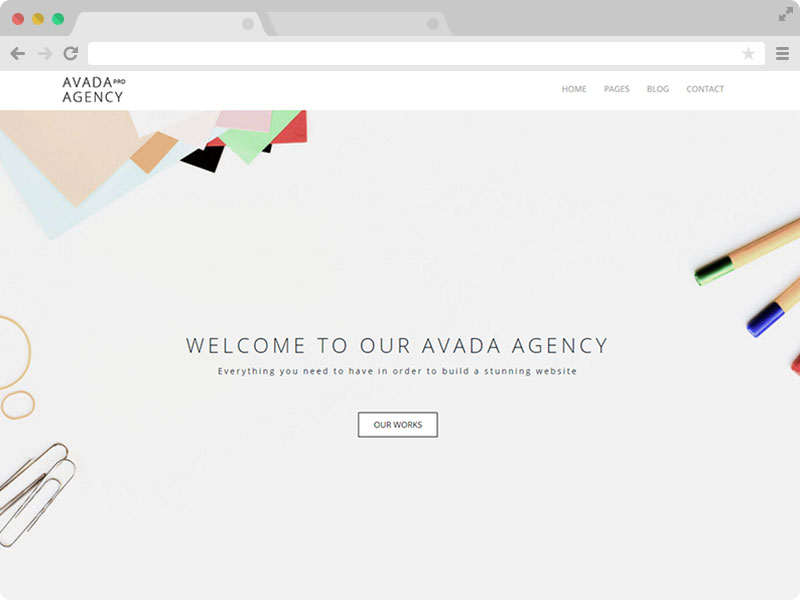 AVADA PRO
AGENCY
HOME PAGES BLOG CONTACT
WELCOME TO OUR AVADA AGENCY
Everything you need to have in order to build a stunning website
OUR WORKS